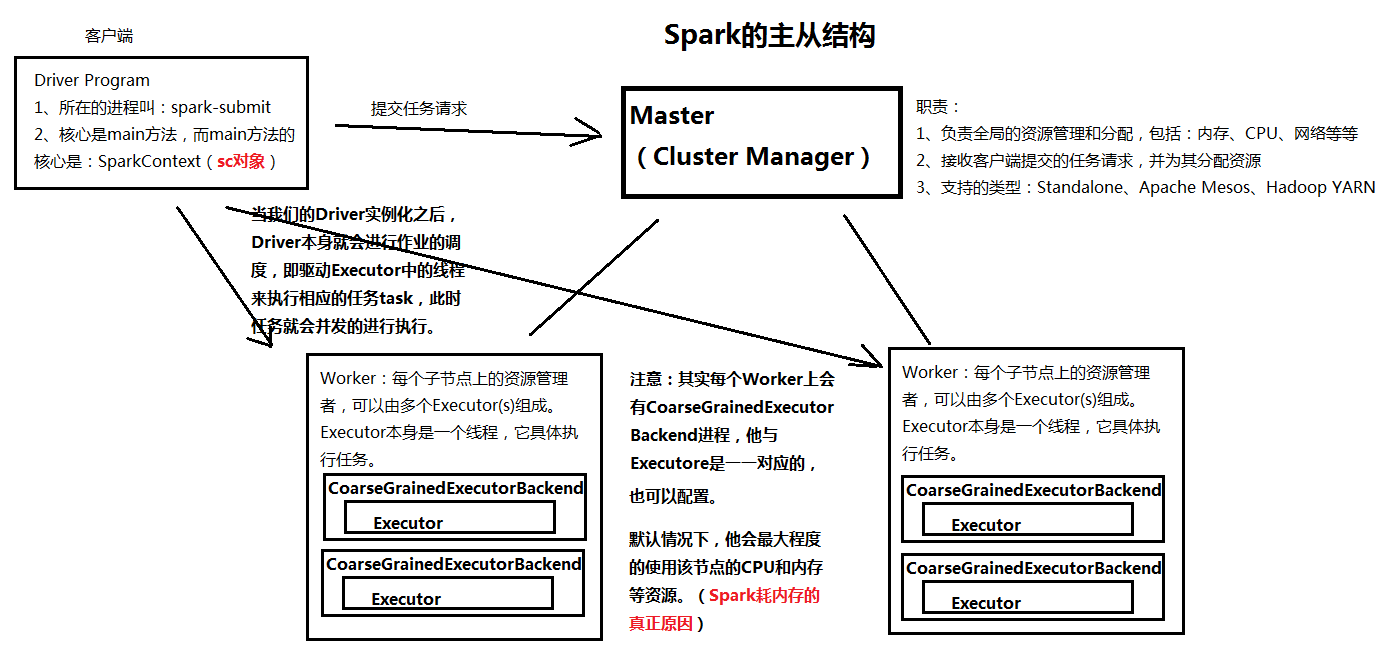 Spark的主从结构
客户端
Driver Program
1、所在的进程叫：spark-submit
2、核心是main方法，而main方法的
核心是：SparkContext（sc对象）
提交任务请求
Master
（Cluster Manager）
职责：
1、负责全局的资源管理和分配，包括：内存、CPU、网络等等
2、接收客户端提交的任务请求，并为其分配资源
3、支持的类型：Standalone、Apache Mesos、Hadoop YARN
当我们的Driver实例化之后，
Driver本身就会进行作业的调
度，即驱动Executor中的线程
来执行相应的任务task，此时
任务就会并发的进行执行。
Worker：每个子节点上的资源管理
者，可以由多个Executor(s)组成。
Executor本身是一个线程，它具体执
行任务。
CoarseGrainedExecutorBackend
Executor
CoarseGrainedExecutorBackend
Executor
注意：其实每个Worker上会
有CoarseGrainedExecutor
Backend进程，他与
Executore是一一对应的，
也可以配置。
默认情况下，他会最大程度
的使用该节点的CPU和内存
等资源。（Spark耗内存的
真正原因）
Worker：每个子节点上的资源管理
者，可以由多个Executor(s)组成。
Executor本身是一个线程，它具体执
行任务。
CoarseGrainedExecutorBackend
Executor
CoarseGrainedExecutorBackend
Executor